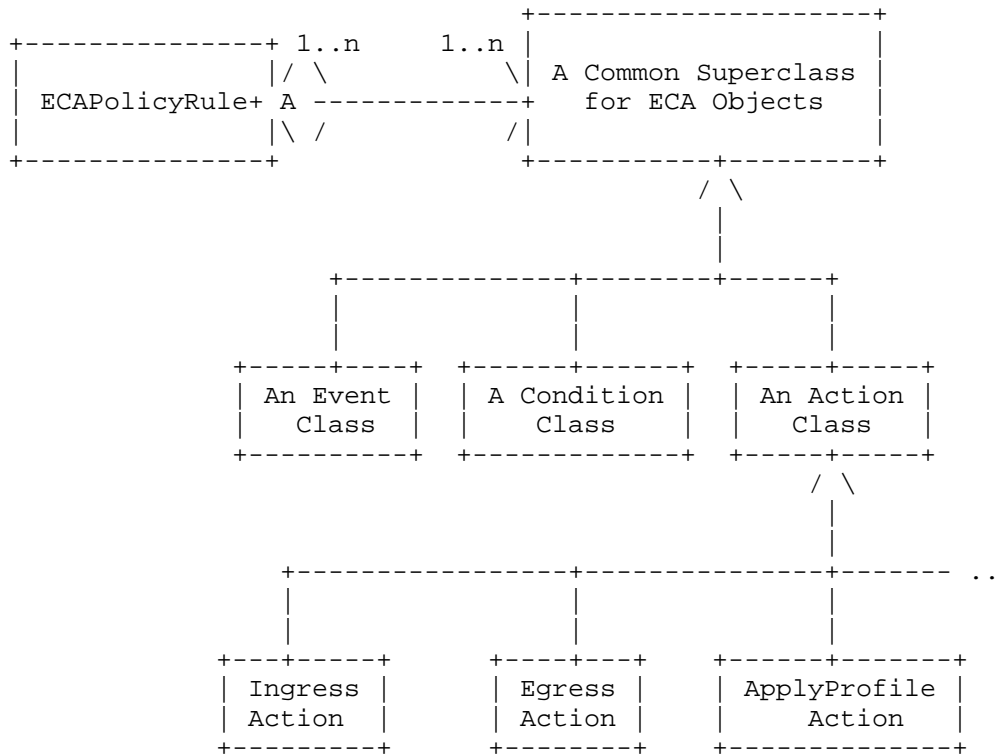 1..n 1..n
A Common Superclass
ECAPolicyRule A for ECA Objects
An Event A Condition An Action
Class Class Class
..
Ingress Egress ApplyProfile
Action Action Action